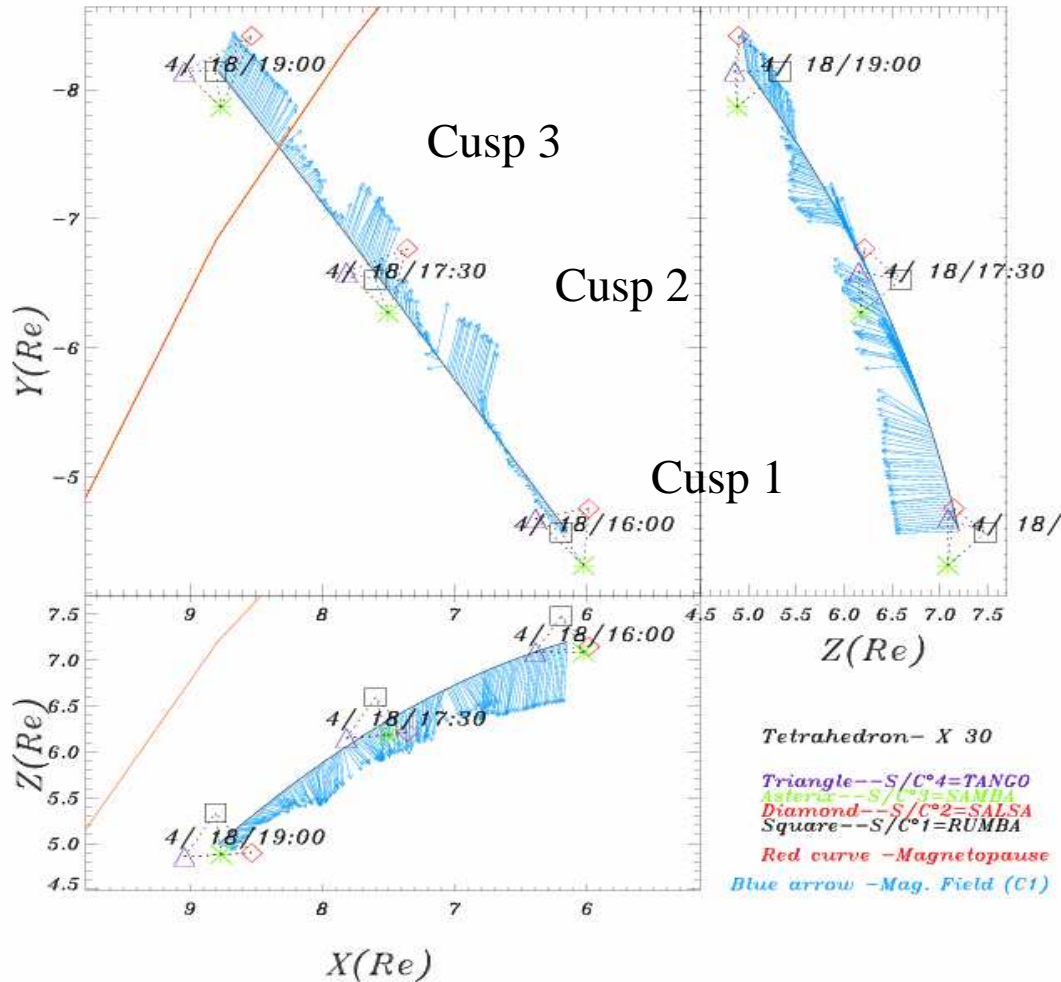 4/ 18/19:00
4/ 18/19:00
-8
Cusp 3
-7
4/ 18/17:30
4/ 18/17:30
Cusp 2
Y(Re)
-6
-5
Cusp 1
4/ 18/16:00
4/ 18/
9
8
7
6
4.5
5.0
5.5
6.0
6.5
7.0
7.5
Z(Re)
7.5
4/ 18/16:00
7.0
6.5
4/ 18/17:30
Z(Re)
6.0
5.5
4/ 18/19:00
5.0
4.5
9
8
7
6
X(Re)
Tetrahedron- X 30
Triangle--S/C°4=TANGO
Asterix--S/C°3=SAMBA
Diamond--S/C°2=SALSA
Square--S/C°1=RUMBA
Red curve -Magnetopause
Blue arrow -Mag. Field (C1)